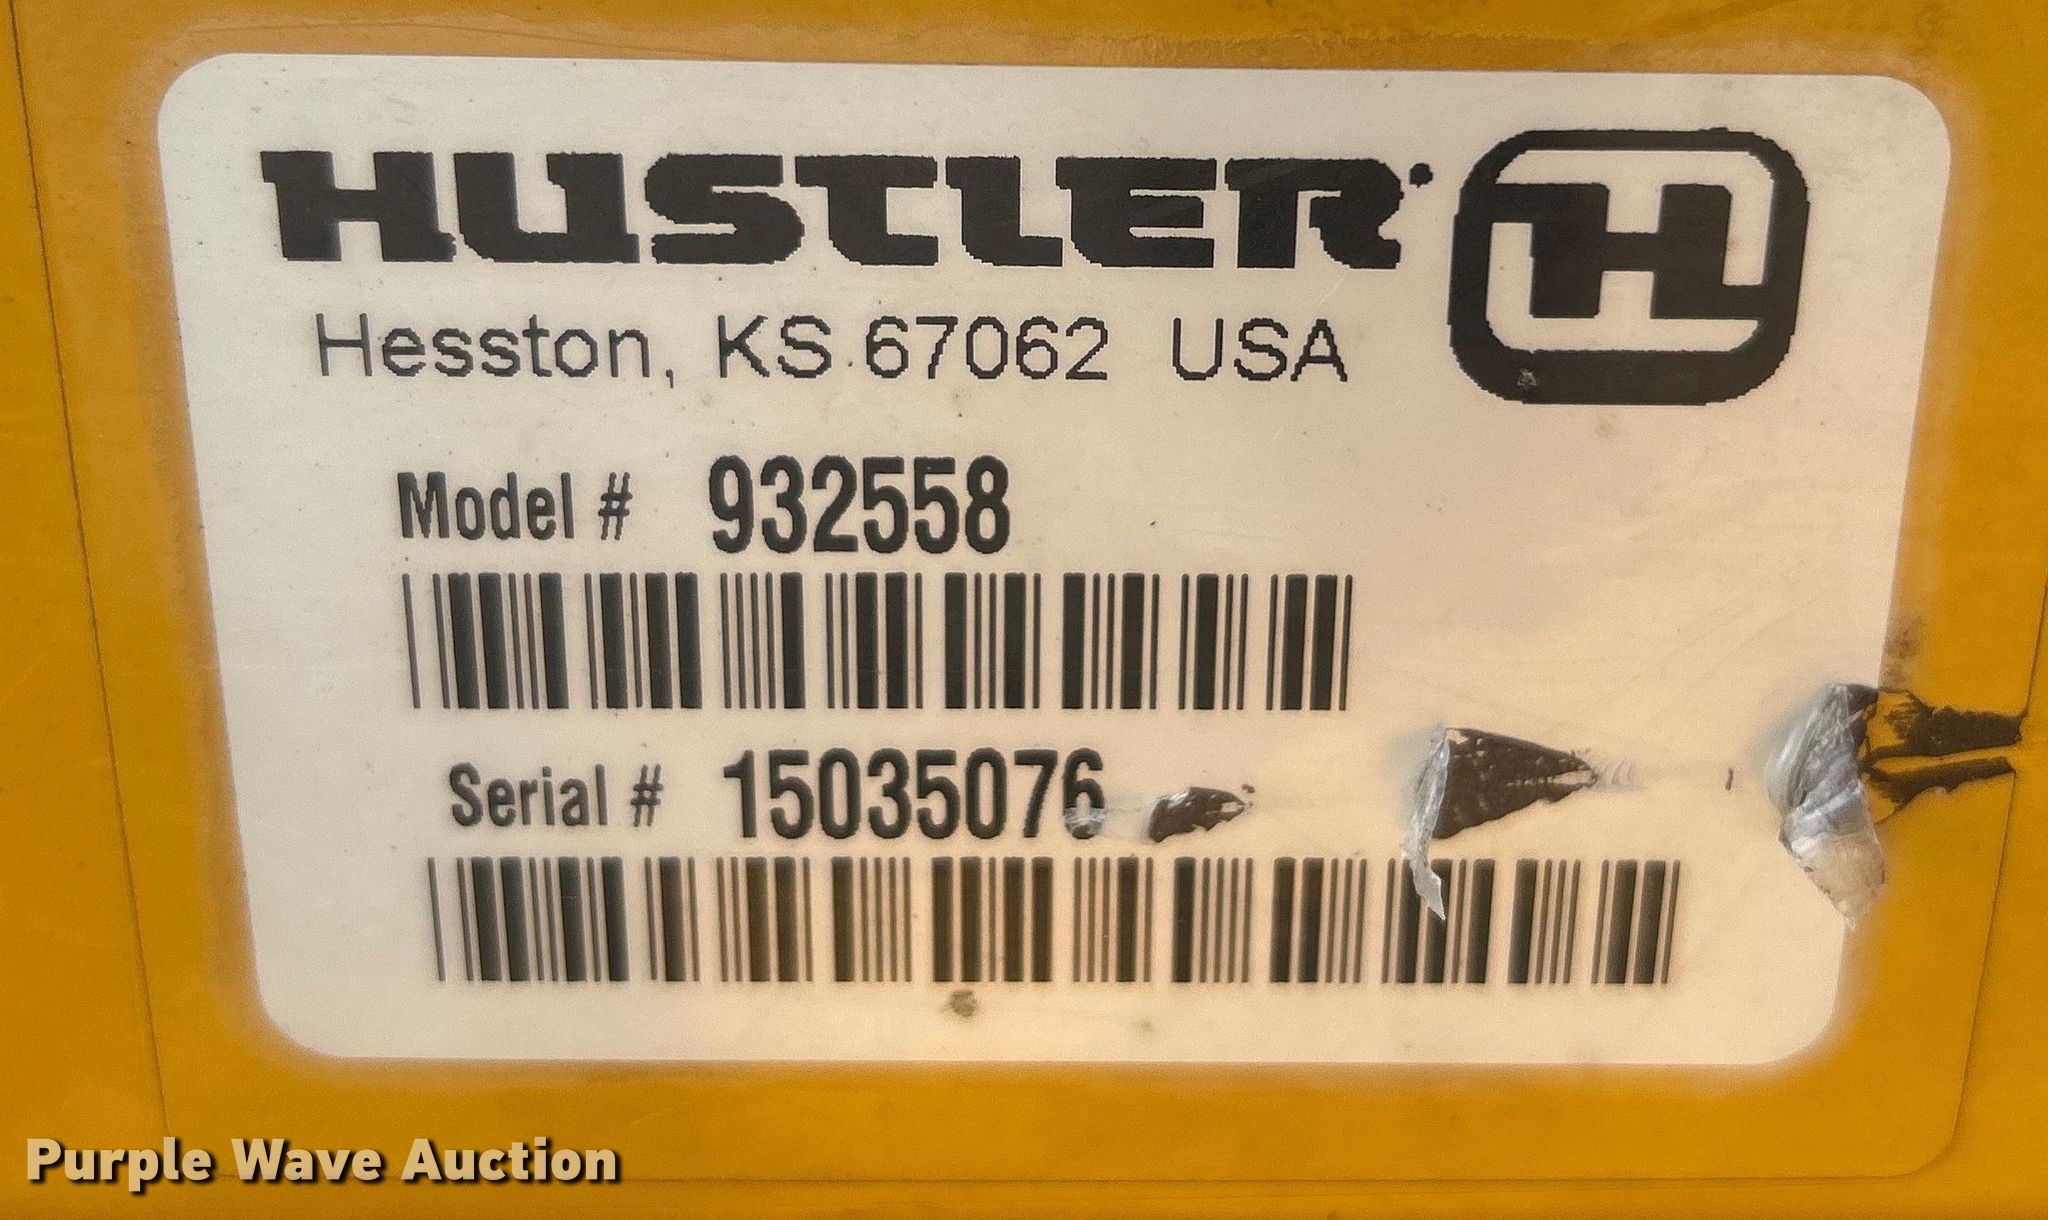 HUSTLER
H
Hesston, KS 67062 USA
Model # 932558
Serial # 15035076
Purple Wave Auction